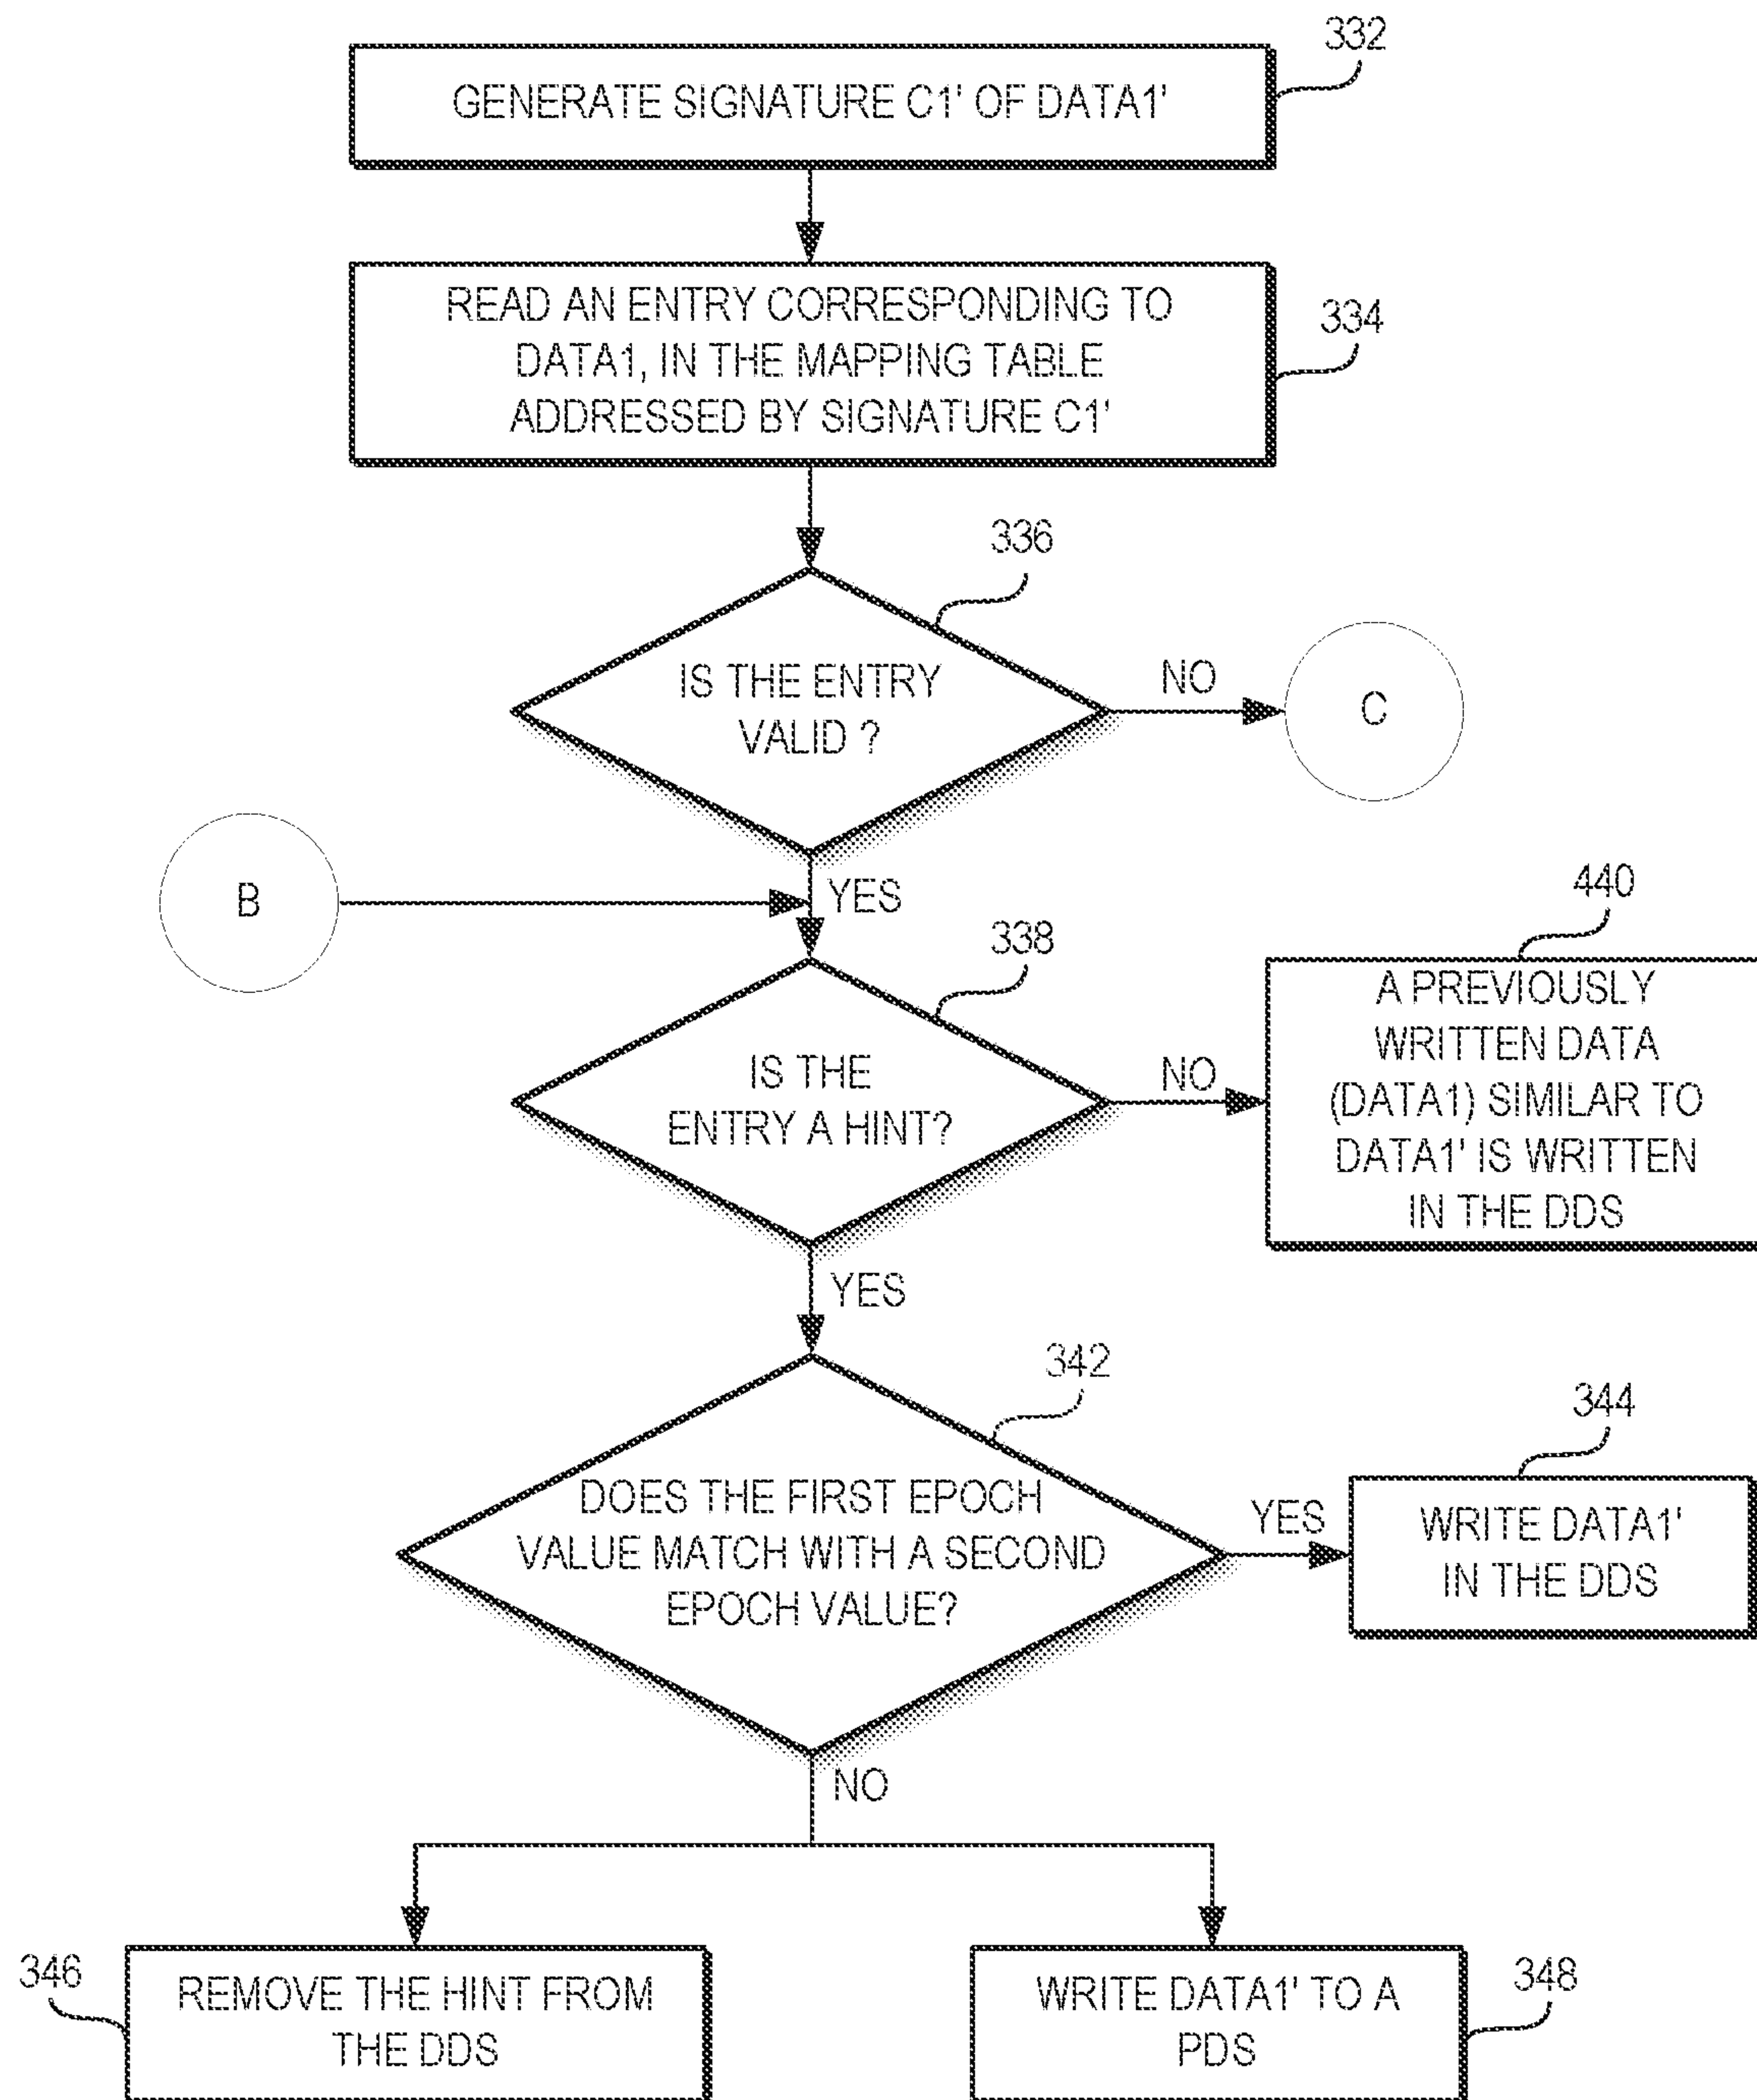 332
GENERATE SIGNATURE C1' OF DATA1'
334
READ AN ENTRY CORRESPONDING TO
DATA1, IN THE MAPPING TABLE
ADDRESSED BY SIGNATURE C1'
336
IS THE ENTRY
VALID ?
NO
C
B
YES
338
IS THE
ENTRY A HINT?
NO
440
A PREVIOUSLY
WRITTEN DATA
(DATA1) SIMILAR TO
DATA1' IS WRITTEN
IN THE DDS
YES
342
DOES THE FIRST EPOCH
VALUE MATCH WITH A SECOND
EPOCH VALUE?
YES
344
WRITE DATA1'
IN THE DDS
NO
346
REMOVE THE HINT FROM
THE DDS
WRITE DATA1' TO A
PDS
348